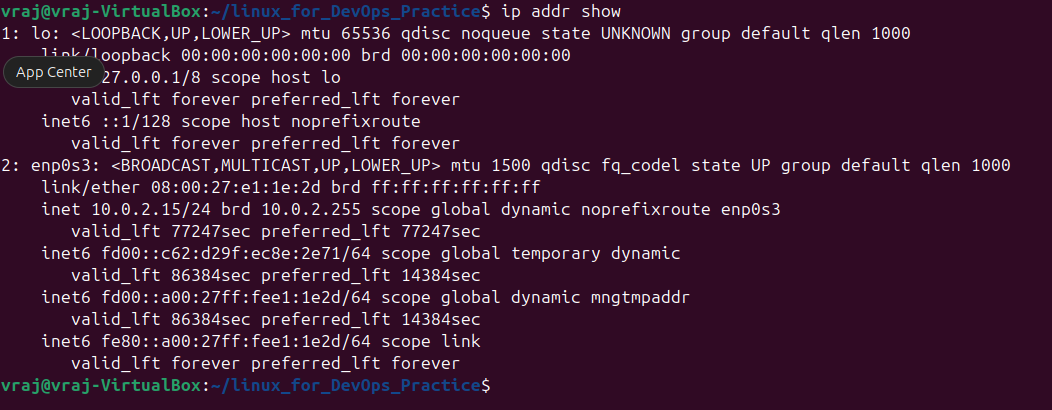 vraj@vraj-VirtualBox:~/linux_for_DevOps_Practice$ ip addr show
1: lo: <LOOPBACK,UP,LOWER_UP> mtu 65536 qdisc noqueue state UNKNOWN group default qlen 1000
link/loopback 00:00:00:00:00:00 brd 00:00:00:00:00:00
App Center
127.0.0.1/8 scope host lo
valid_lft forever preferred_lft forever
inet6 ::1/128 scope host noprefixroute
valid_lft forever preferred_lft forever
2: enp0s3: <BROADCAST,MULTICAST,UP,LOWER_UP> mtu 1500 qdisc fq_codel state UP group default qlen 1000
link/ether 08:00:27:e1:1e:2d brd ff:ff:ff:ff:ff:ff
inet 10.0.2.15/24 brd 10.0.2.255 scope global dynamic noprefixroute enp0s3
valid_lft 77247sec preferred_lft 77247sec
inet6 fd00::c62:d29f:ec8e:2e71/64 scope global temporary dynamic
valid_lft 86384sec preferred_lft 14384sec
inet6 fd00::a00:27ff:fee1:1e2d/64 scope global dynamic mngtmpaddr
valid_lft 86384sec preferred_lft 14384sec
inet6 fe80::a00:27ff:fee1:1e2d/64 scope link
valid_lft forever preferred_lft forever
vraj@vraj-VirtualBox:~/linux_for_DevOps_Practice$